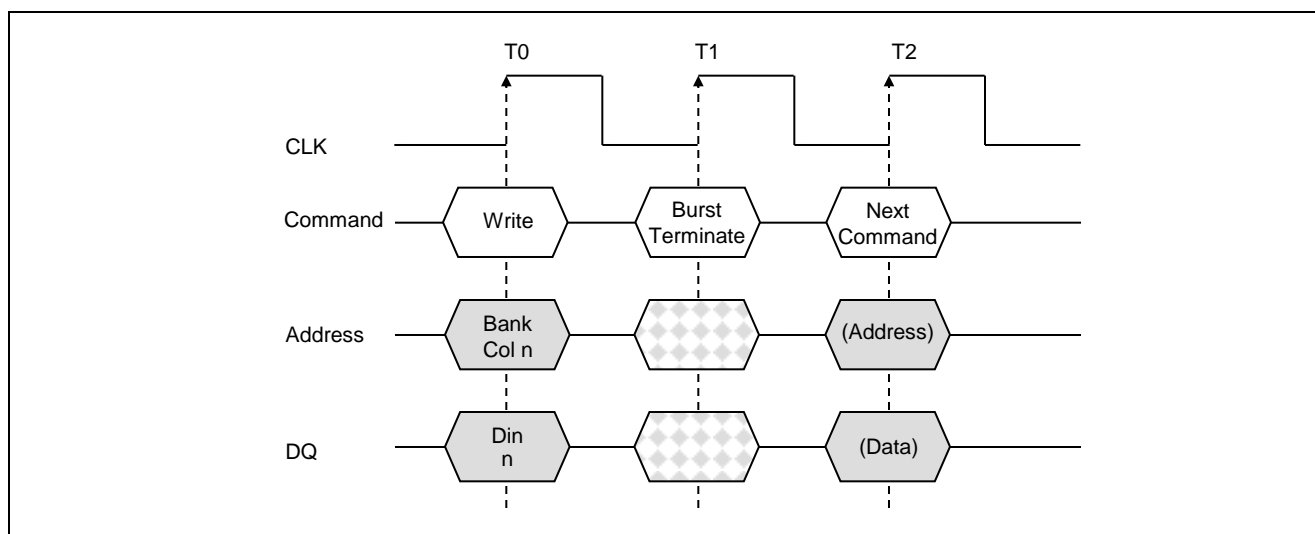 T0 T1 T2
CLK
Command Write Burst Terminate Next Command
Address Bank Col n (Address)
DQ Din n (Data)